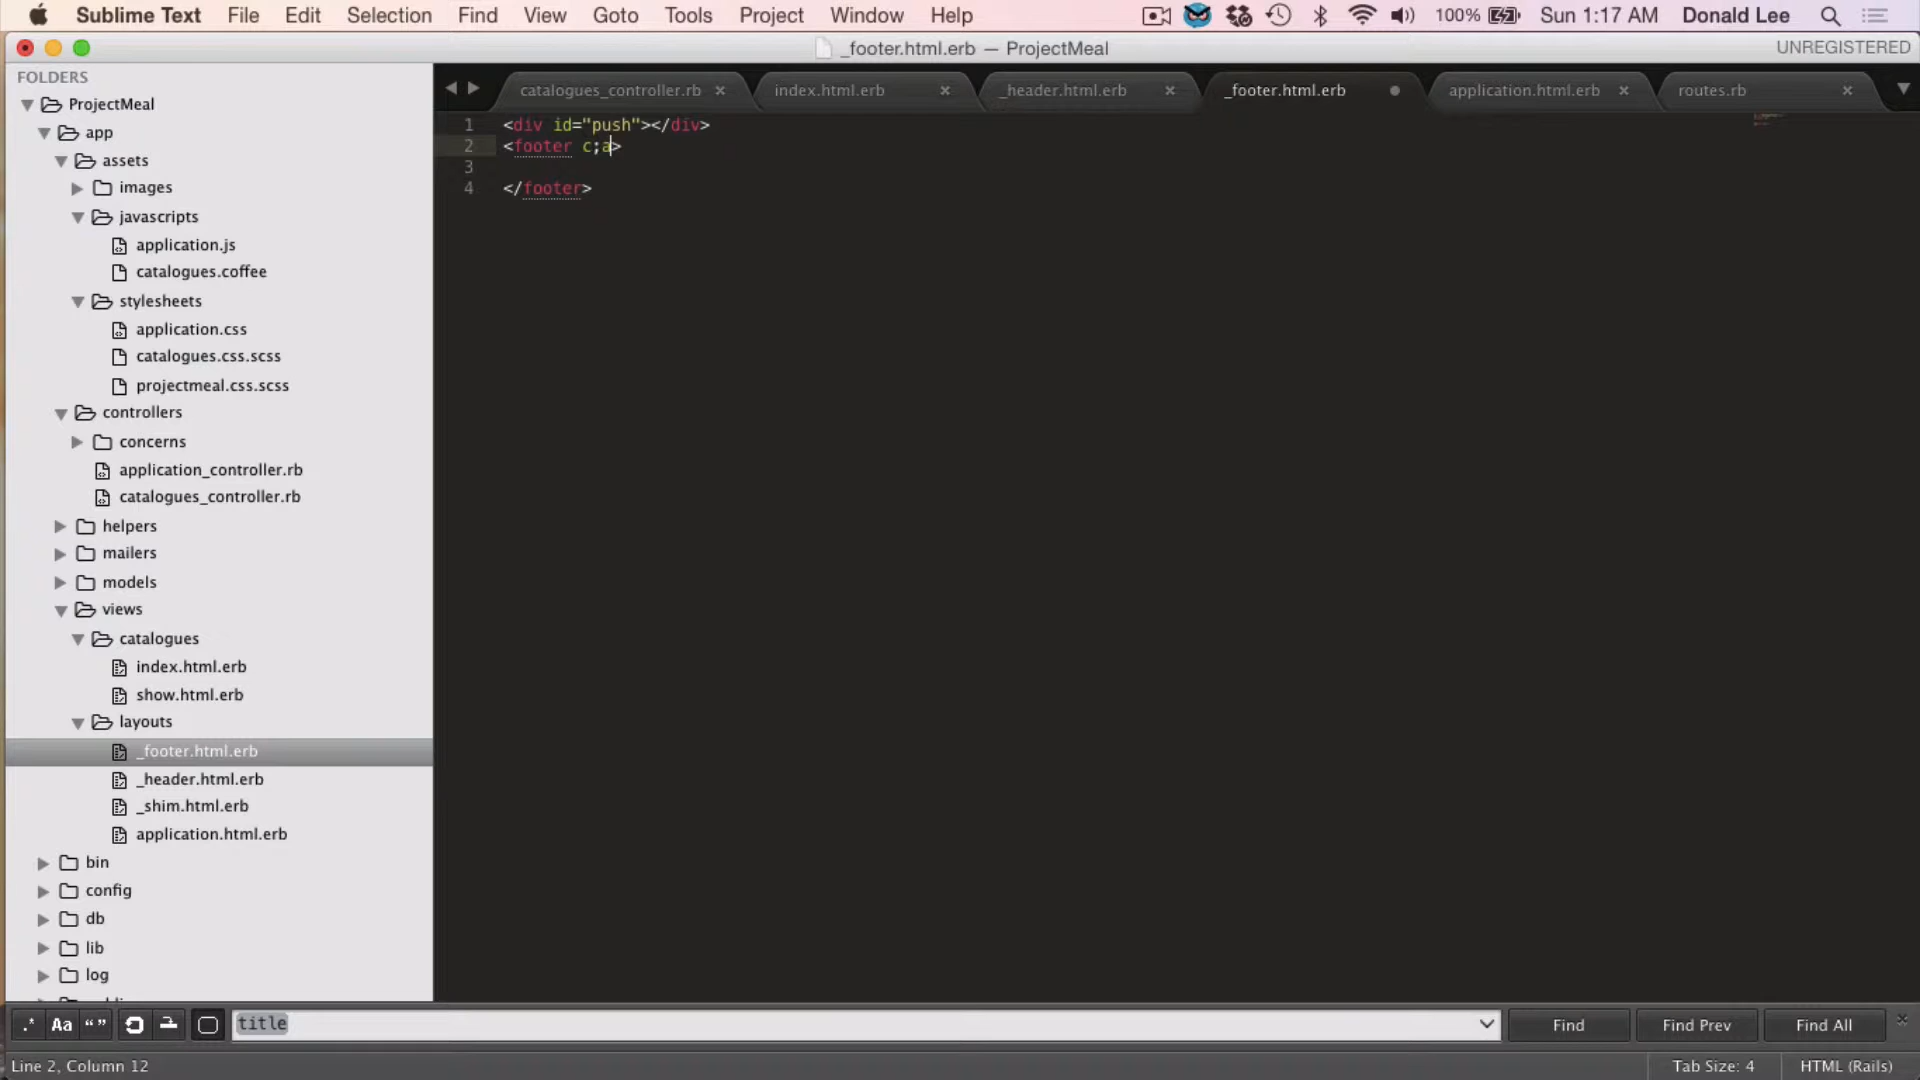 Sublime Text File Edit Selection Find View Goto Tools Project Window Help 100% Sun 1:17 AM Donald Lee
_footer.html.erb — ProjectMeal UNREGISTERED
FOLDERS
ProjectMeal
app
assets
images
javascripts
application.js
catalogues.coffee
stylesheets
application.css
catalogues.css.scss
projectmeal.css.scss
controllers
concerns
application_controller.rb
catalogues_controller.rb
helpers
mailers
models
views
catalogues
index.html.erb
show.html.erb
layouts
_footer.html.erb
_header.html.erb
_shim.html.erb
application.html.erb
bin
config
db
lib
log
catalogues_controller.rb × index.html.erb × _header.html.erb × _footer.html.erb application.html.erb × routes.rb ×
1 <div id="push"></div>
2 <footer c;a>
3
4 </footer>
.* Aa “ ” title Find Find Prev Find All ×
Line 2, Column 12 Tab Size: 4 HTML (Rails)